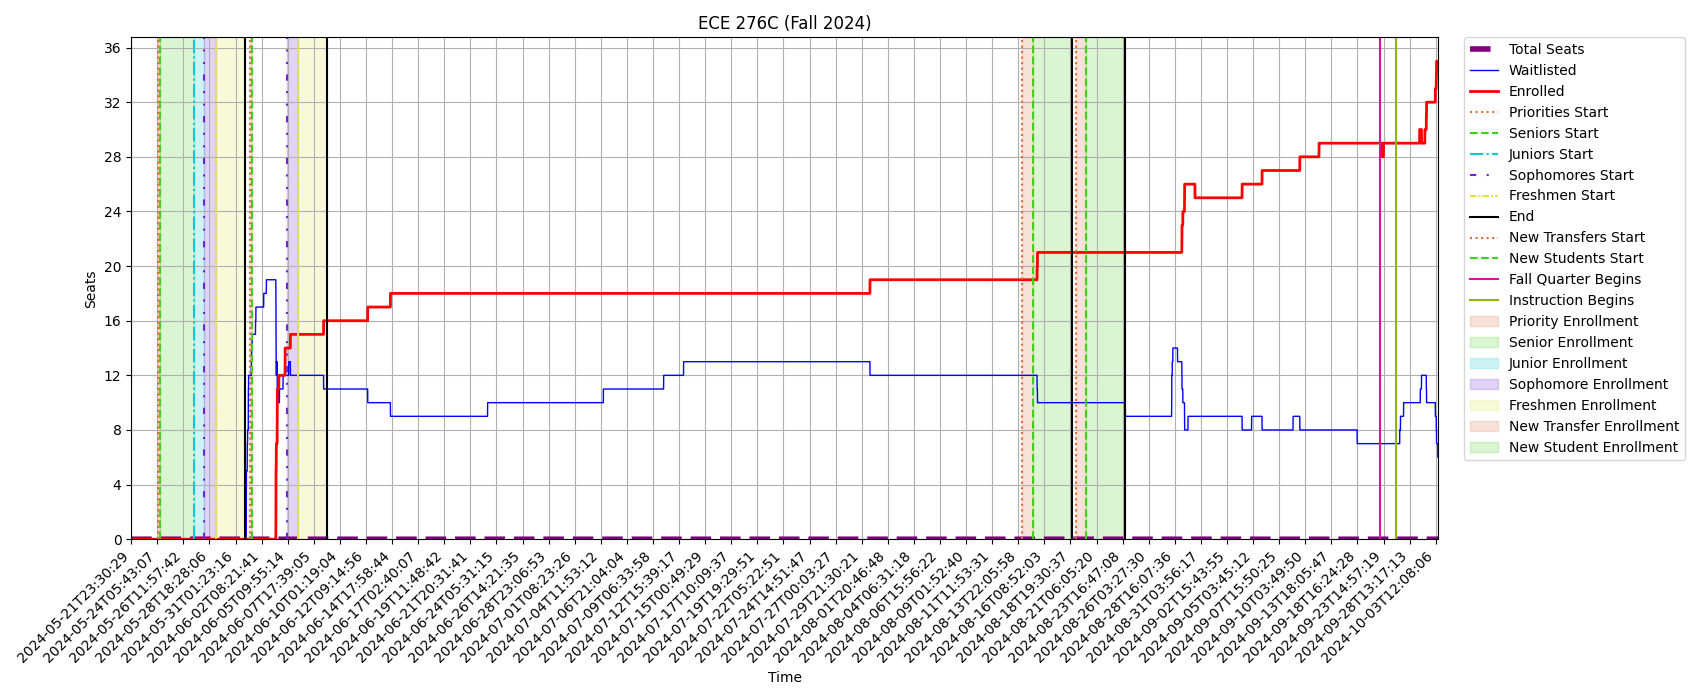 ECE 276C (Fall 2024)
36
32
28
24
20
16
12
8
4
0
Seats
2024-05-21T23:30:29
2024-05-24T05:43:07
2024-05-26T11:57:42
2024-05-28T18:28:06
2024-05-31T01:23:16
2024-06-02T08:21:41
2024-06-05T09:55:14
2024-06-07T17:39:05
2024-06-10T01:19:04
2024-06-12T09:14:56
2024-06-14T17:58:44
2024-06-17T02:40:07
2024-06-19T11:48:42
2024-06-21T20:31:41
2024-06-24T05:31:15
2024-06-26T14:21:35
2024-06-28T23:06:53
2024-07-01T08:23:26
2024-07-04T11:53:12
2024-07-06T21:04:04
2024-07-09T06:33:58
2024-07-12T15:39:17
2024-07-15T00:49:29
2024-07-17T10:09:37
2024-07-19T19:29:51
2024-07-22T05:22:51
2024-07-24T14:51:47
2024-07-27T00:03:27
2024-07-29T21:30:21
2024-08-01T20:46:48
2024-08-04T06:31:18
2024-08-06T15:56:22
2024-08-09T01:52:40
2024-08-11T11:53:31
2024-08-13T22:05:58
2024-08-16T08:52:03
2024-08-18T19:30:37
2024-08-21T06:05:20
2024-08-23T16:47:08
2024-08-26T03:27:30
2024-08-28T16:07:36
2024-08-31T03:56:17
2024-09-02T15:43:55
2024-09-05T03:45:12
2024-09-07T15:50:25
2024-09-10T03:49:50
2024-09-13T18:05:47
2024-09-18T16:24:28
2024-09-23T14:57:19
2024-09-28T13:17:13
2024-10-03T12:08:06
Time
Total Seats
Waitlisted
Enrolled
Priorities Start
Seniors Start
Juniors Start
Sophomores Start
Freshmen Start
End
New Transfers Start
New Students Start
Fall Quarter Begins
Instruction Begins
Priority Enrollment
Senior Enrollment
Junior Enrollment
Sophomore Enrollment
Freshmen Enrollment
New Transfer Enrollment
New Student Enrollment